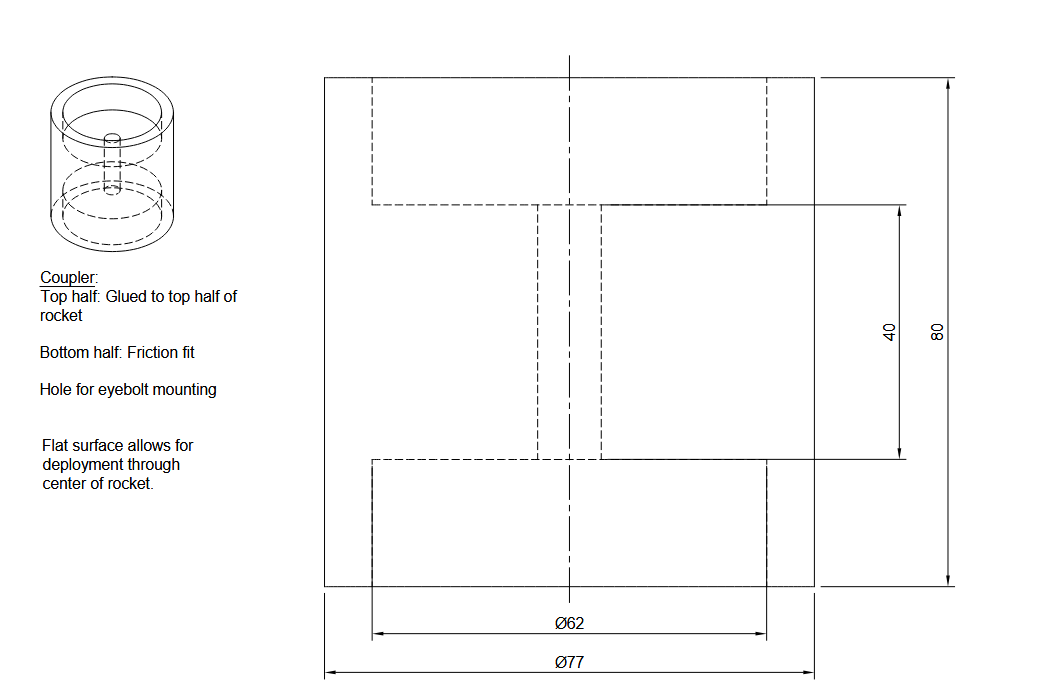 Coupler:
Top half: Glued to top half of
rocket
Bottom half: Friction fit
Hole for eyebolt mounting
Flat surface allows for
deployment through
center of rocket.
40
80
Ø62
Ø77